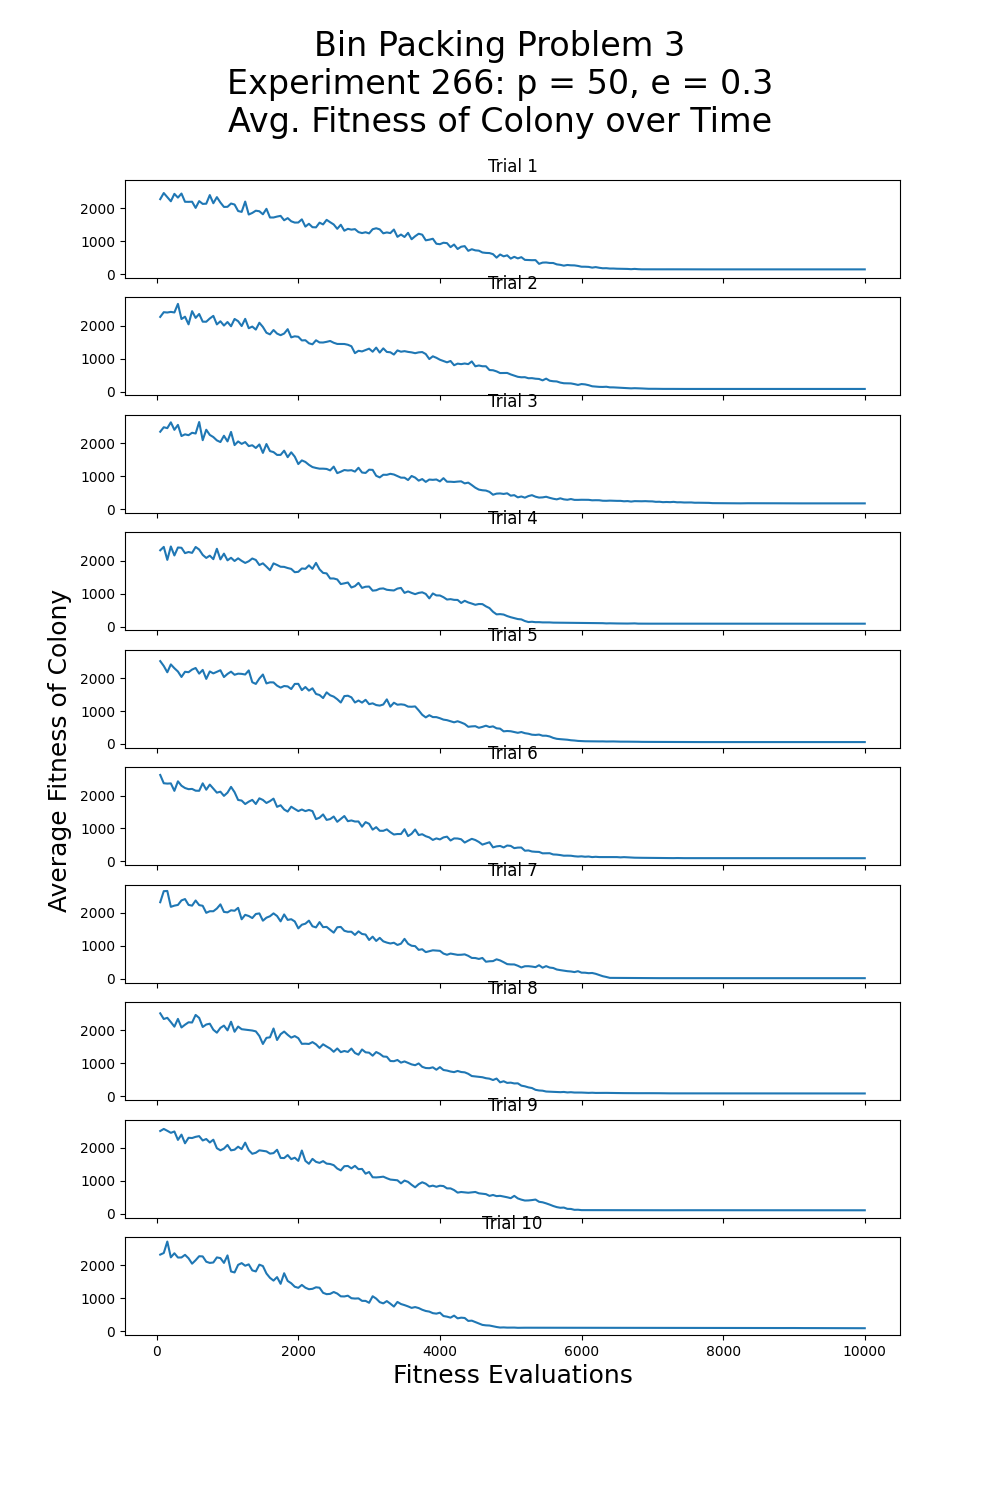 Bin Packing Problem 3
Experiment 266: p = 50, e = 0.3
Avg. Fitness of Colony over Time
Trial 1
2000
1000
0
Trial 2
2000
1000
0
Trial 3
2000
1000
0
Trial 4
2000
1000
0
Trial 5
2000
1000
0
Trial 6
2000
1000
0
Trial 7
2000
1000
0
Trial 8
2000
1000
0
Trial 9
2000
1000
0
Trial 10
2000
1000
0
0 2000 4000 6000 8000 10000
Fitness Evaluations
Average Fitness of Colony